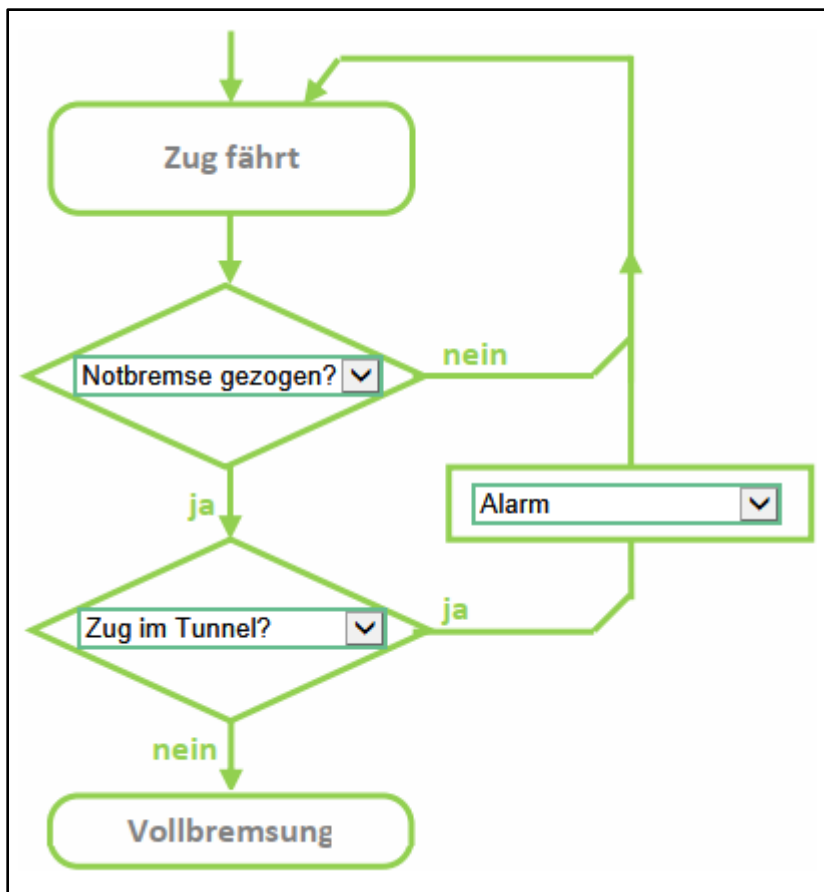 Zug fährt
Notbremse gezogen?
nein
ja
Alarm
Zug im Tunnel?
ja
nein
Vollbremsung